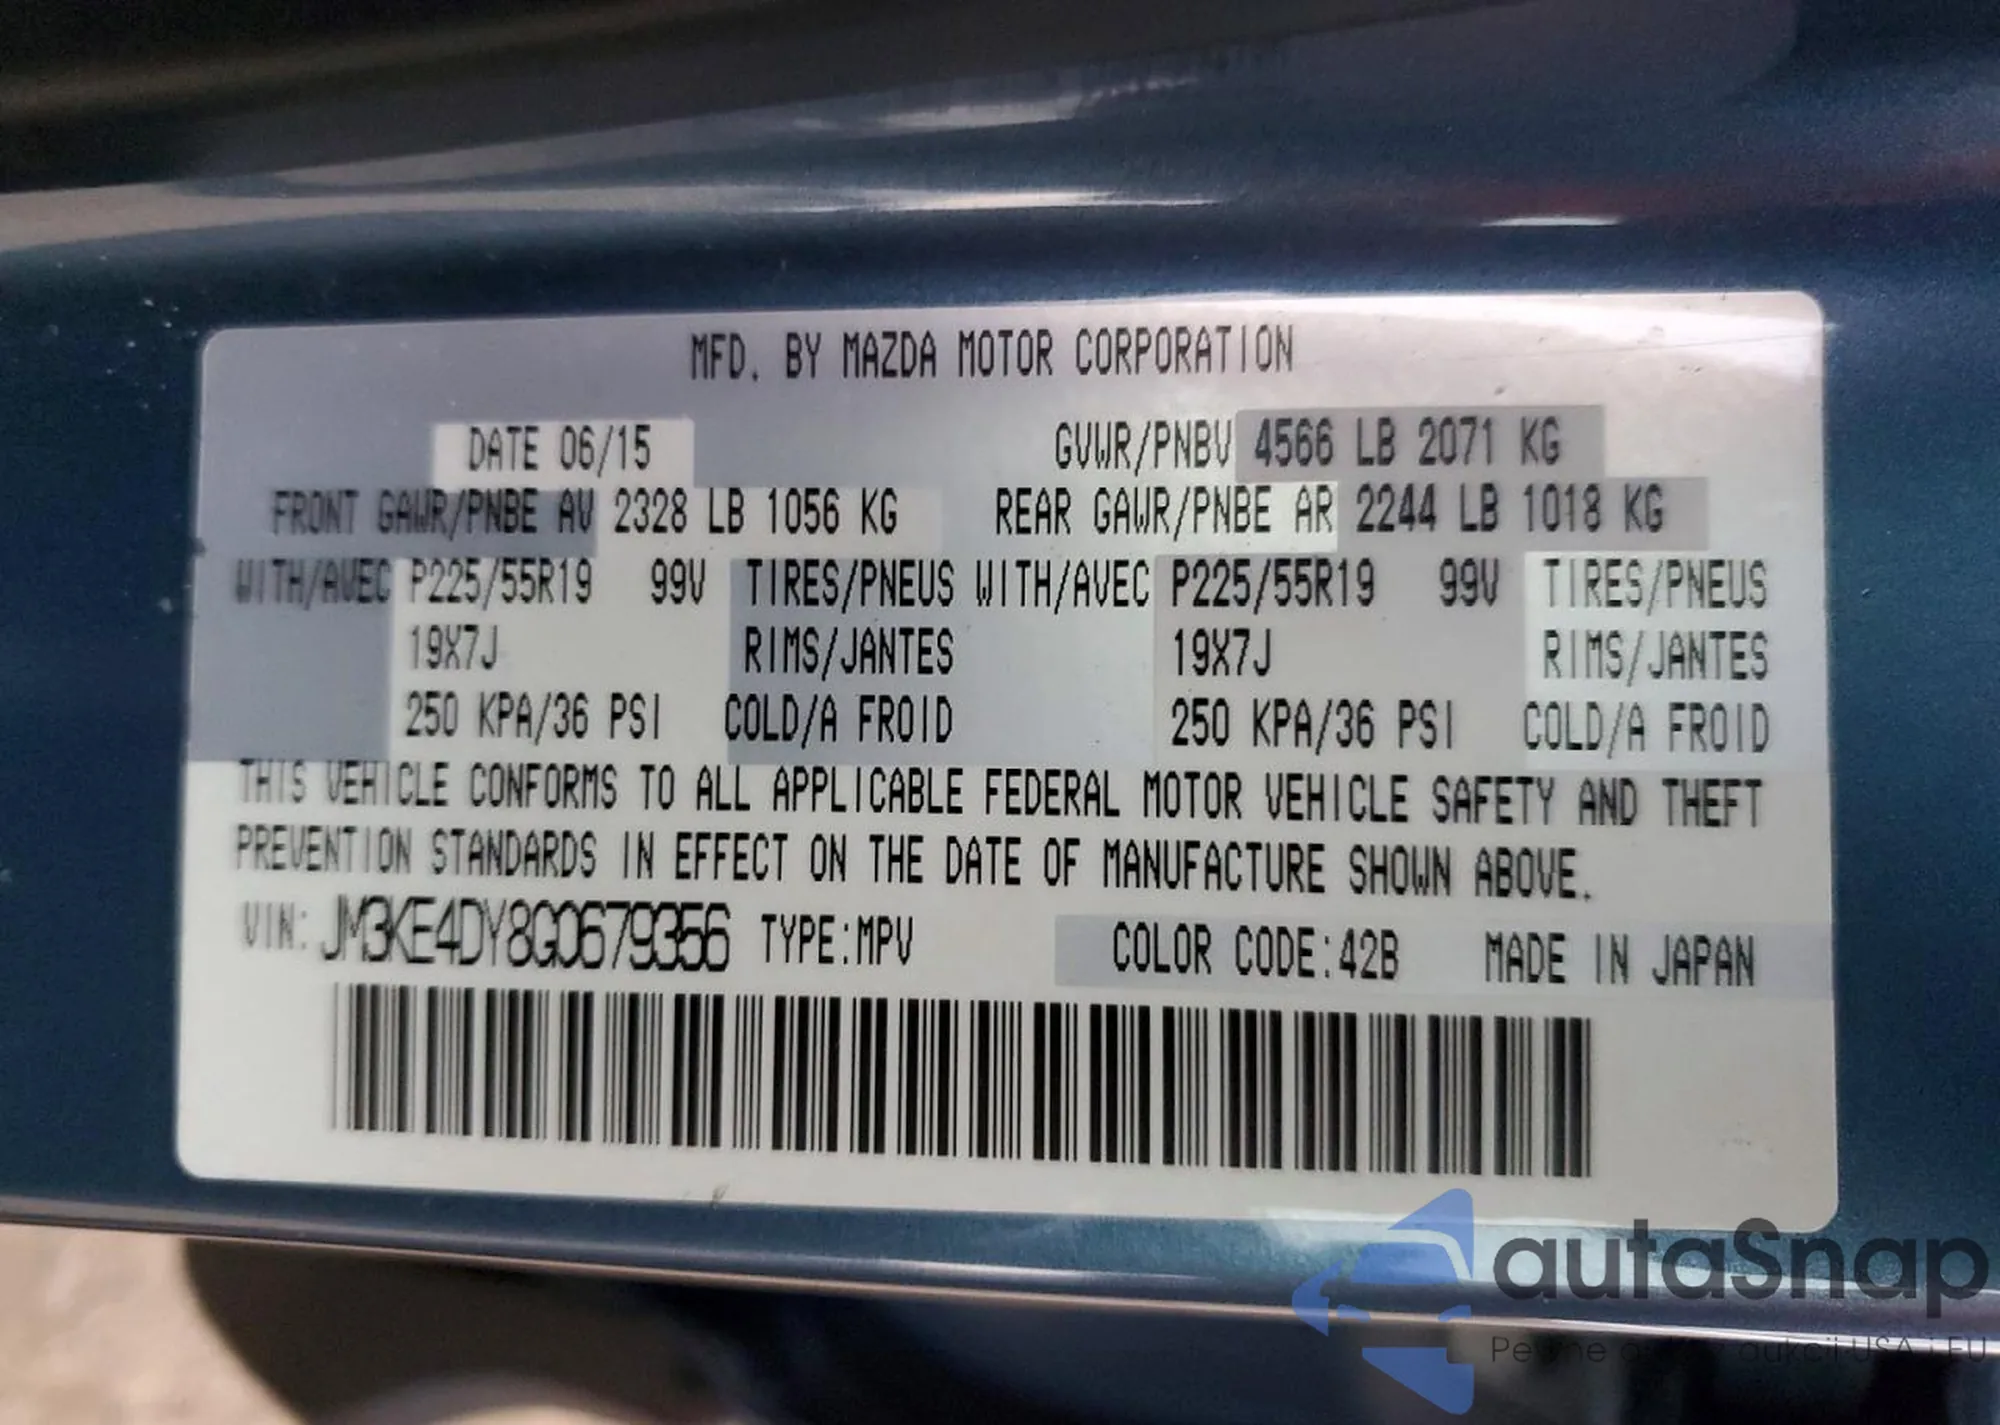 MFD. BY MAZDA MOTOR CORPORATION
DATE 06/15 GVWR/PNBV 4566 LB 2071 KG
FRONT GAWR/PNBE AV 2328 LB 1056 KG REAR GAWR/PNBE AR 2244 LB 1018 KG
WITH/AVEC P225/55R19 99V TIRES/PNEUS WITH/AVEC P225/55R19 99V TIRES/PNEUS
19X7J RIMS/JANTES 19X7J RIMS/JANTES
250 KPA/36 PSI COLD/A FROID 250 KPA/36 PSI COLD/A FROID
THIS VEHICLE CONFORMS TO ALL APPLICABLE FEDERAL MOTOR VEHICLE SAFETY AND THEFT
PREVENTION STANDARDS IN EFFECT ON THE DATE OF MANUFACTURE SHOWN ABOVE.
VIN: JM3KE4DY8G0679356 TYPE:MPV COLOR CODE:42B MADE IN JAPAN
autaSnap
aukcji USA i EU